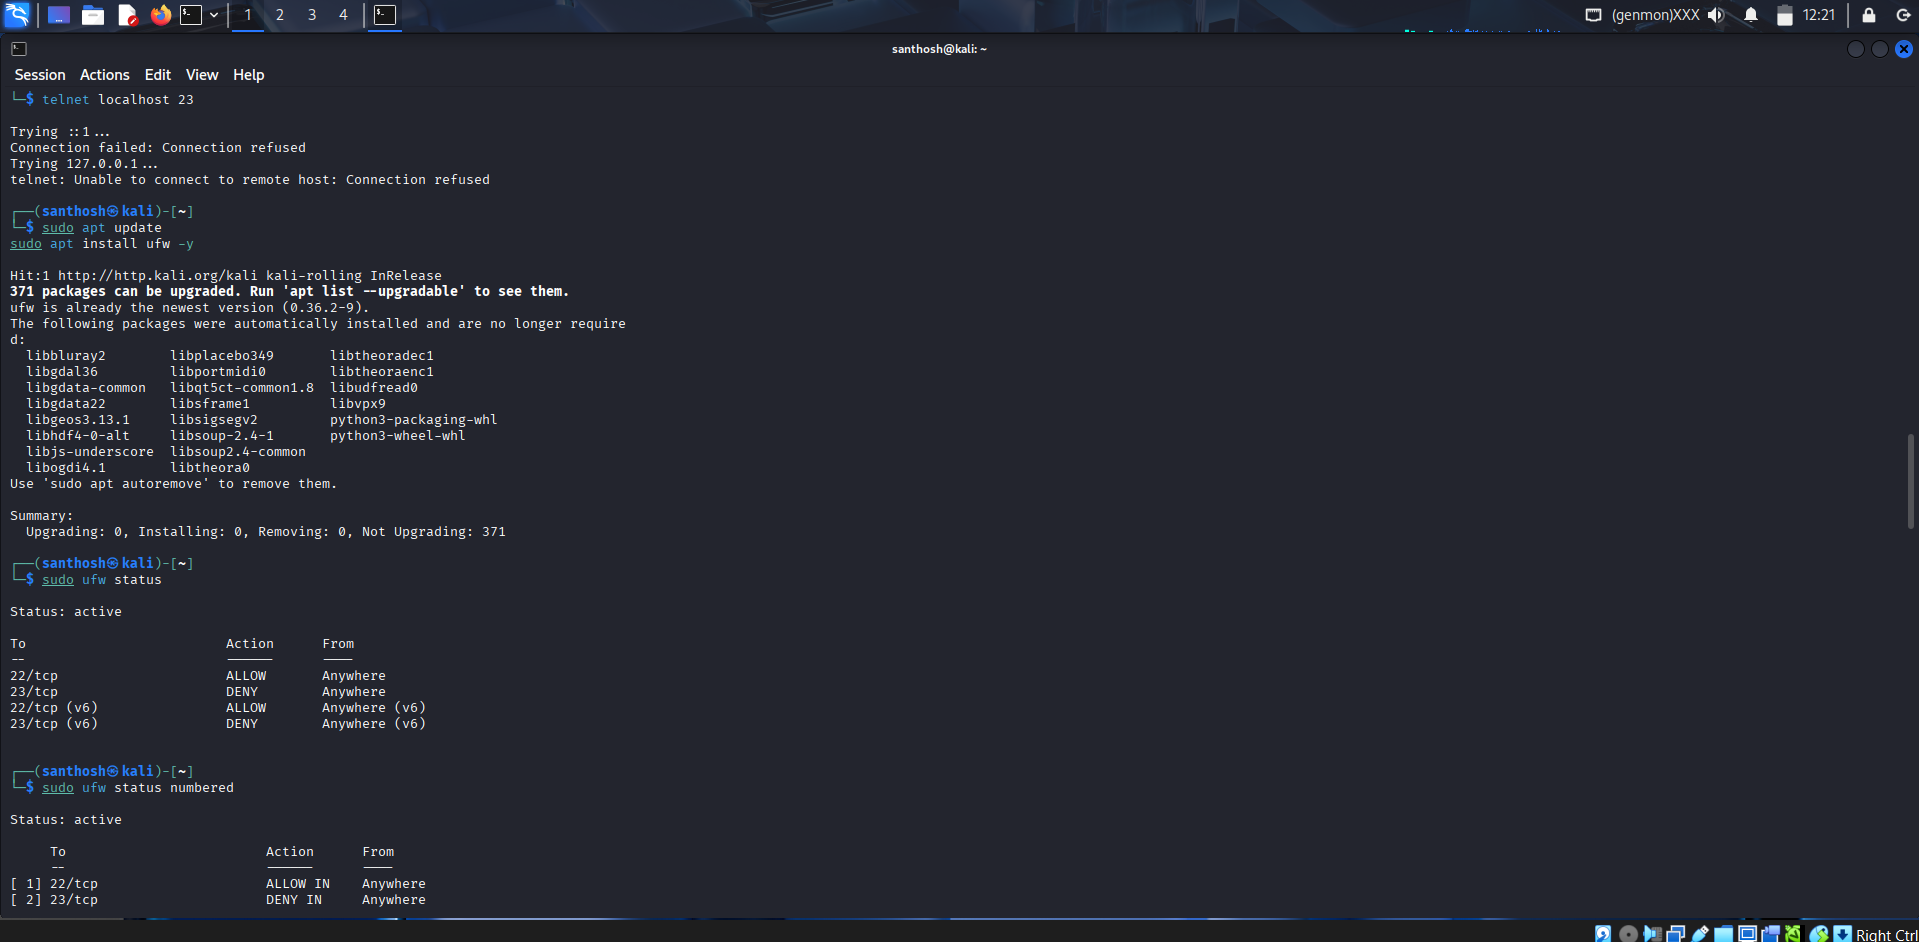 1 2 3 4 (genmon)XXX 12:21
santhosh@kali: ~
Session Actions Edit View Help
└─$ telnet localhost 23
Trying ::1...
Connection failed: Connection refused
Trying 127.0.0.1...
telnet: Unable to connect to remote host: Connection refused
┌──(santhosh㉿kali)-[~]
└─$ sudo apt update
sudo apt install ufw -y
Hit:1 http://http.kali.org/kali kali-rolling InRelease
371 packages can be upgraded. Run 'apt list --upgradable' to see them.
ufw is already the newest version (0.36.2-9).
The following packages were automatically installed and are no longer require
d:
libbluray2 libplacebo349 libtheoradec1
libgdal36 libportmidi0 libtheoraenc1
libgdata-common libqt5ct-common1.8 libudfread0
libgdata22 libsframe1 libvpx9
libgeos3.13.1 libsigsegv2 python3-packaging-whl
libhdf4-0-alt libsoup-2.4-1 python3-wheel-whl
libjs-underscore libsoup2.4-common
libogdi4.1 libtheora0
Use 'sudo apt autoremove' to remove them.
Summary:
Upgrading: 0, Installing: 0, Removing: 0, Not Upgrading: 371
┌──(santhosh㉿kali)-[~]
└─$ sudo ufw status
Status: active
To Action From
-- ------ ----
22/tcp ALLOW Anywhere
23/tcp DENY Anywhere
22/tcp (v6) ALLOW Anywhere (v6)
23/tcp (v6) DENY Anywhere (v6)
┌──(santhosh㉿kali)-[~]
└─$ sudo ufw status numbered
Status: active
To Action From
-- ------ ----
[ 1] 22/tcp ALLOW IN Anywhere
[ 2] 23/tcp DENY IN Anywhere
Right Ctrl